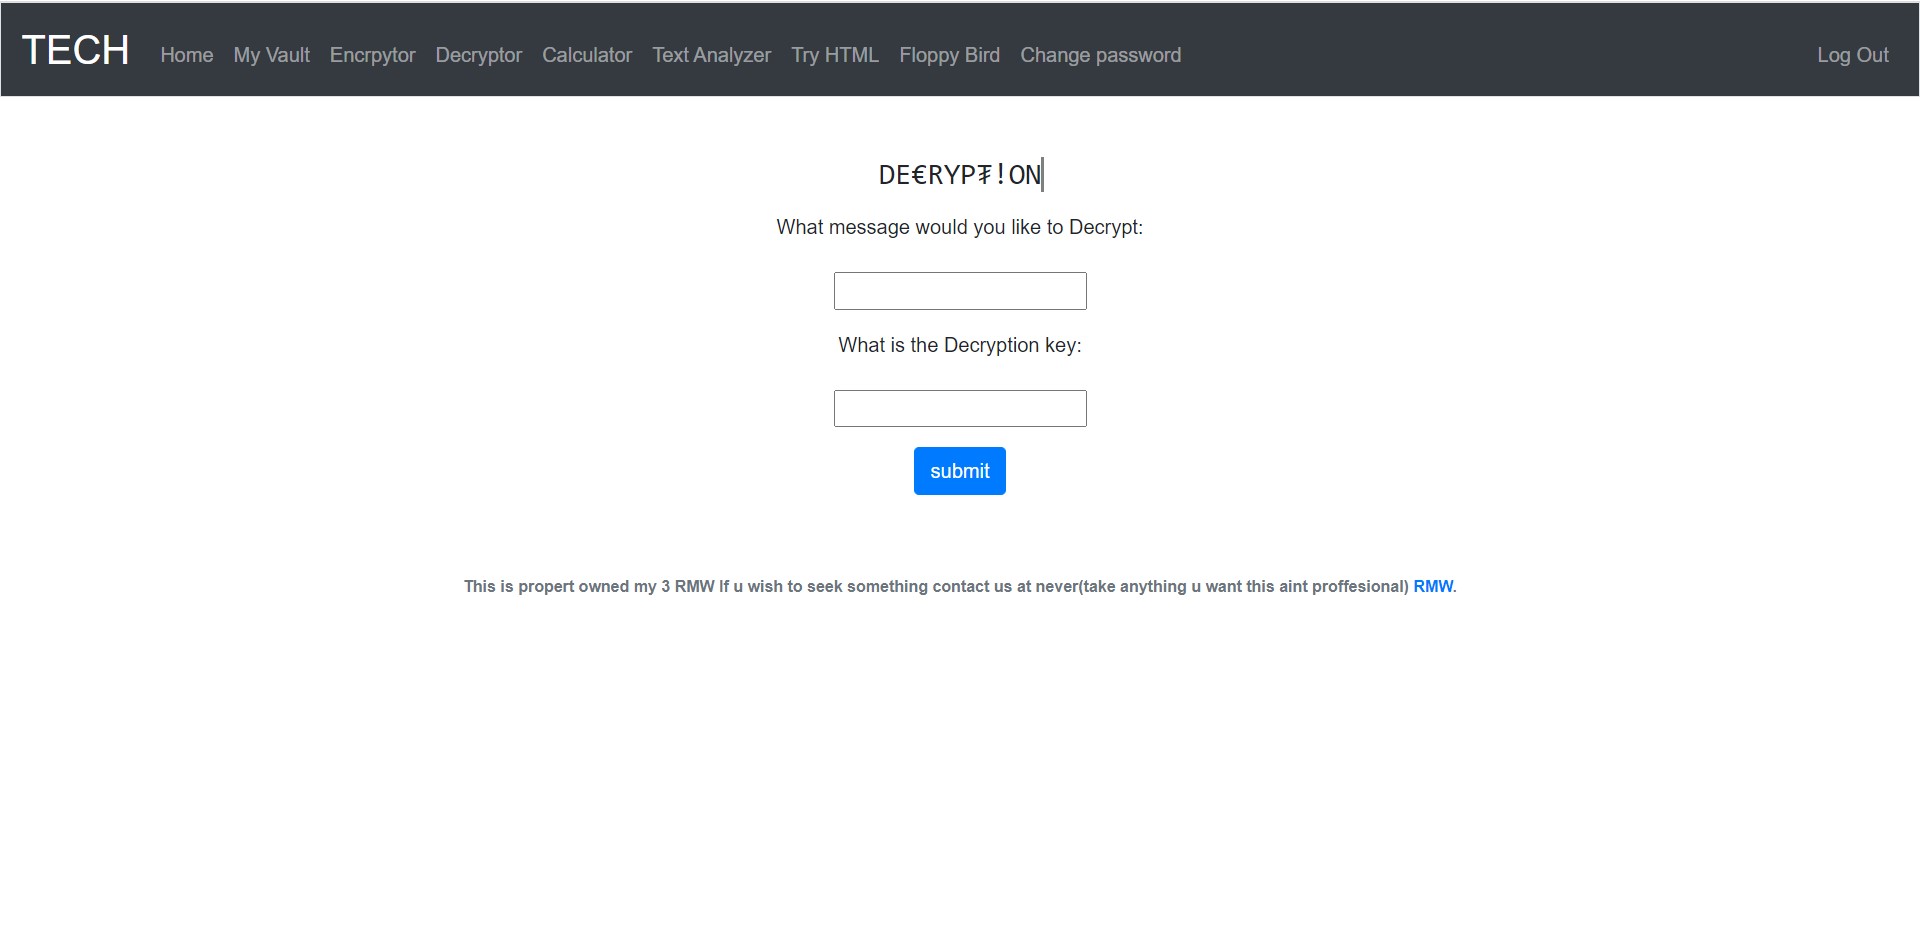 TECH Home My Vault Encrpytor Decryptor Calculator Text Analyzer Try HTML Floppy Bird Change password Log Out
DE€RYP₮!ON
What message would you like to Decrypt:
What is the Decryption key:
submit
This is propert owned my 3 RMW If u wish to seek something contact us at never(take anything u want this aint proffesional) RMW.